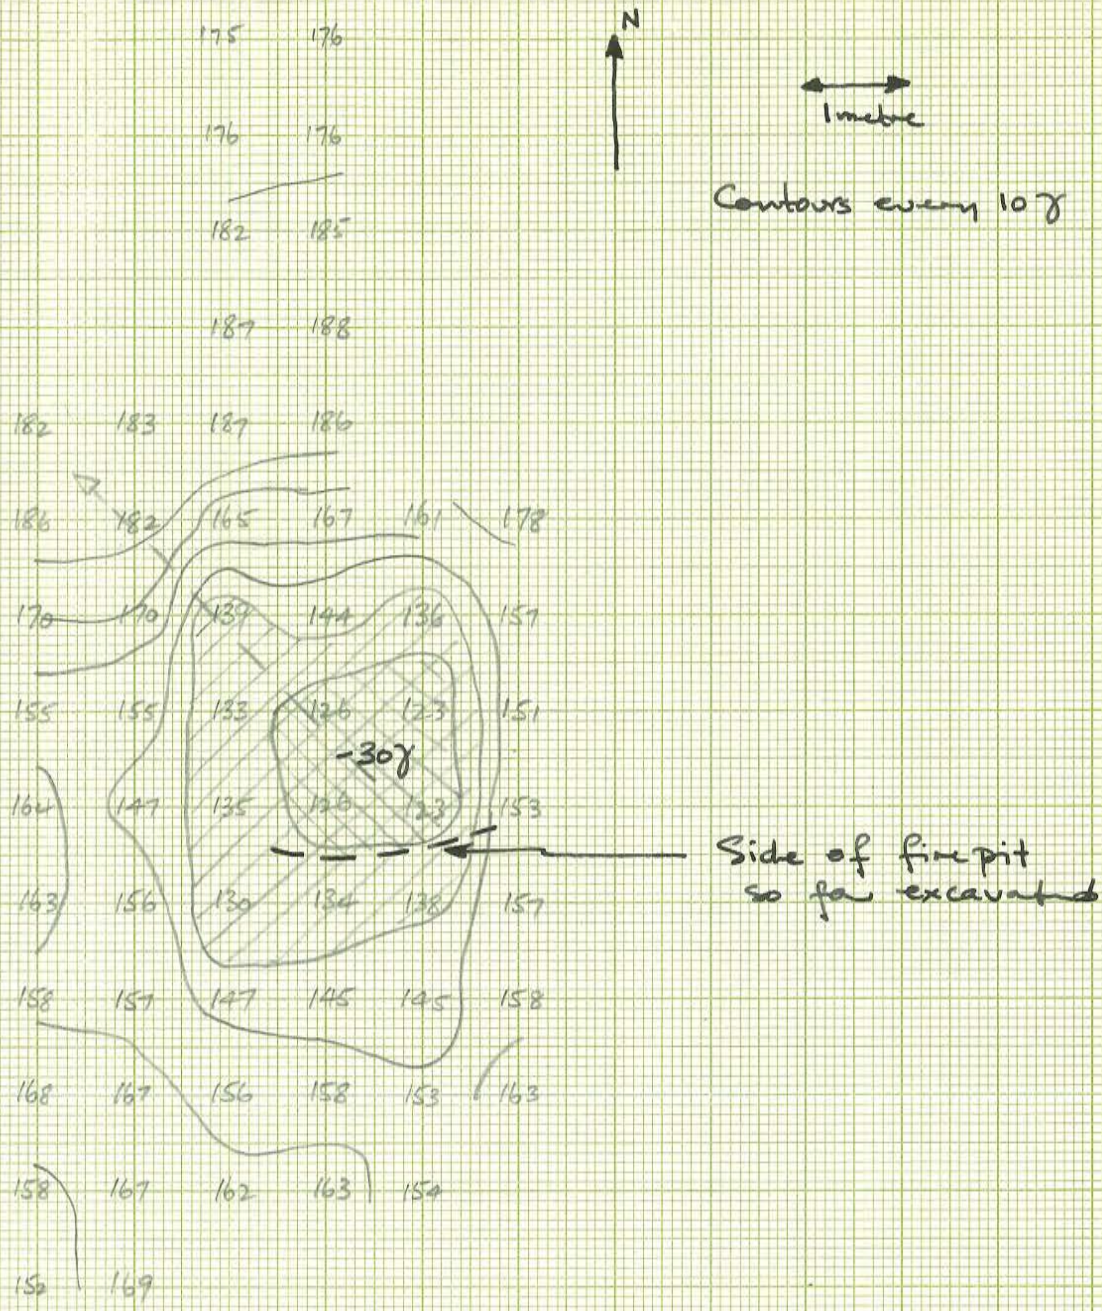 N
175 176
1 metre
176 176
Contours every 10γ
182 185
187 188
182 183 187 186
186 182 165 167 161 178
170 170 139 144 136 157
155 155 133 126 123 151
-30γ
164 147 135 126 123 153
Side of fire pit
so far excavated
163 156 130 134 138 157
158 157 147 145 145 158
168 167 156 158 153 163
158 167 162 163 154
152 169